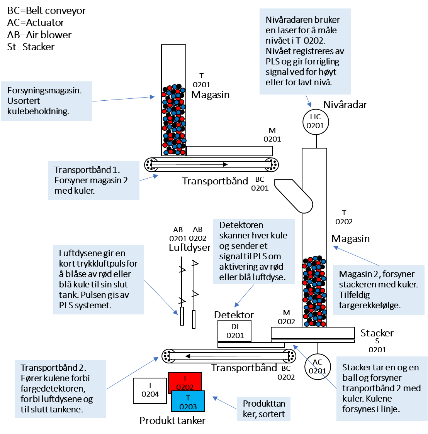 BC=Belt conveyor
AC=Actuator
AB- Air blower
St- Stacker
Nivåradaren bruker
en laser for å måle
nivået i T 0202.
Nivået registreres av
PLS og gir forrigling
signal ved for høyt
eller for lavt nivå.
T
0201
Magasin
Forsyningsmagasin.
Usortert
kulebeholdning.
Nivåradar
LIC
0201
M
0201
Transportbånd 1.
Forsyner magasin 2
med kuler.
Transportbånd
BC
0201
T
0202
Magasin
AB
0201
AB
0202
Luftdyser
Detektoren
skanner hver kule
og sender et
signal til PLS om
aktivering av rød
eller blå luftdyse.
Luftdysene gir en
kort trykkluftpuls for
å blåse av rød eller
blå kule til sin slut
tank. Pulsen gis av
PLS systemet.
Magasin 2, forsyner
stackeren med kuler.
Tilfeldig
fargerekkefølge.
Detektor
DI
0201
M
0202
Stacker
S
0201
Transportbånd
BC
0202
AC
0201
Transportbånd 2.
Fører kulene forbi
fargedetektoren,
forbi luftdysene og
til slutt tankene.
T
0204
T
0202
T
0203
Produkt tanker
Produkttan
ker, sortert
Stacker tar en og en
ball og forsyner
tranportbånd 2 med
kuler. Kulene
forsynes i linje.